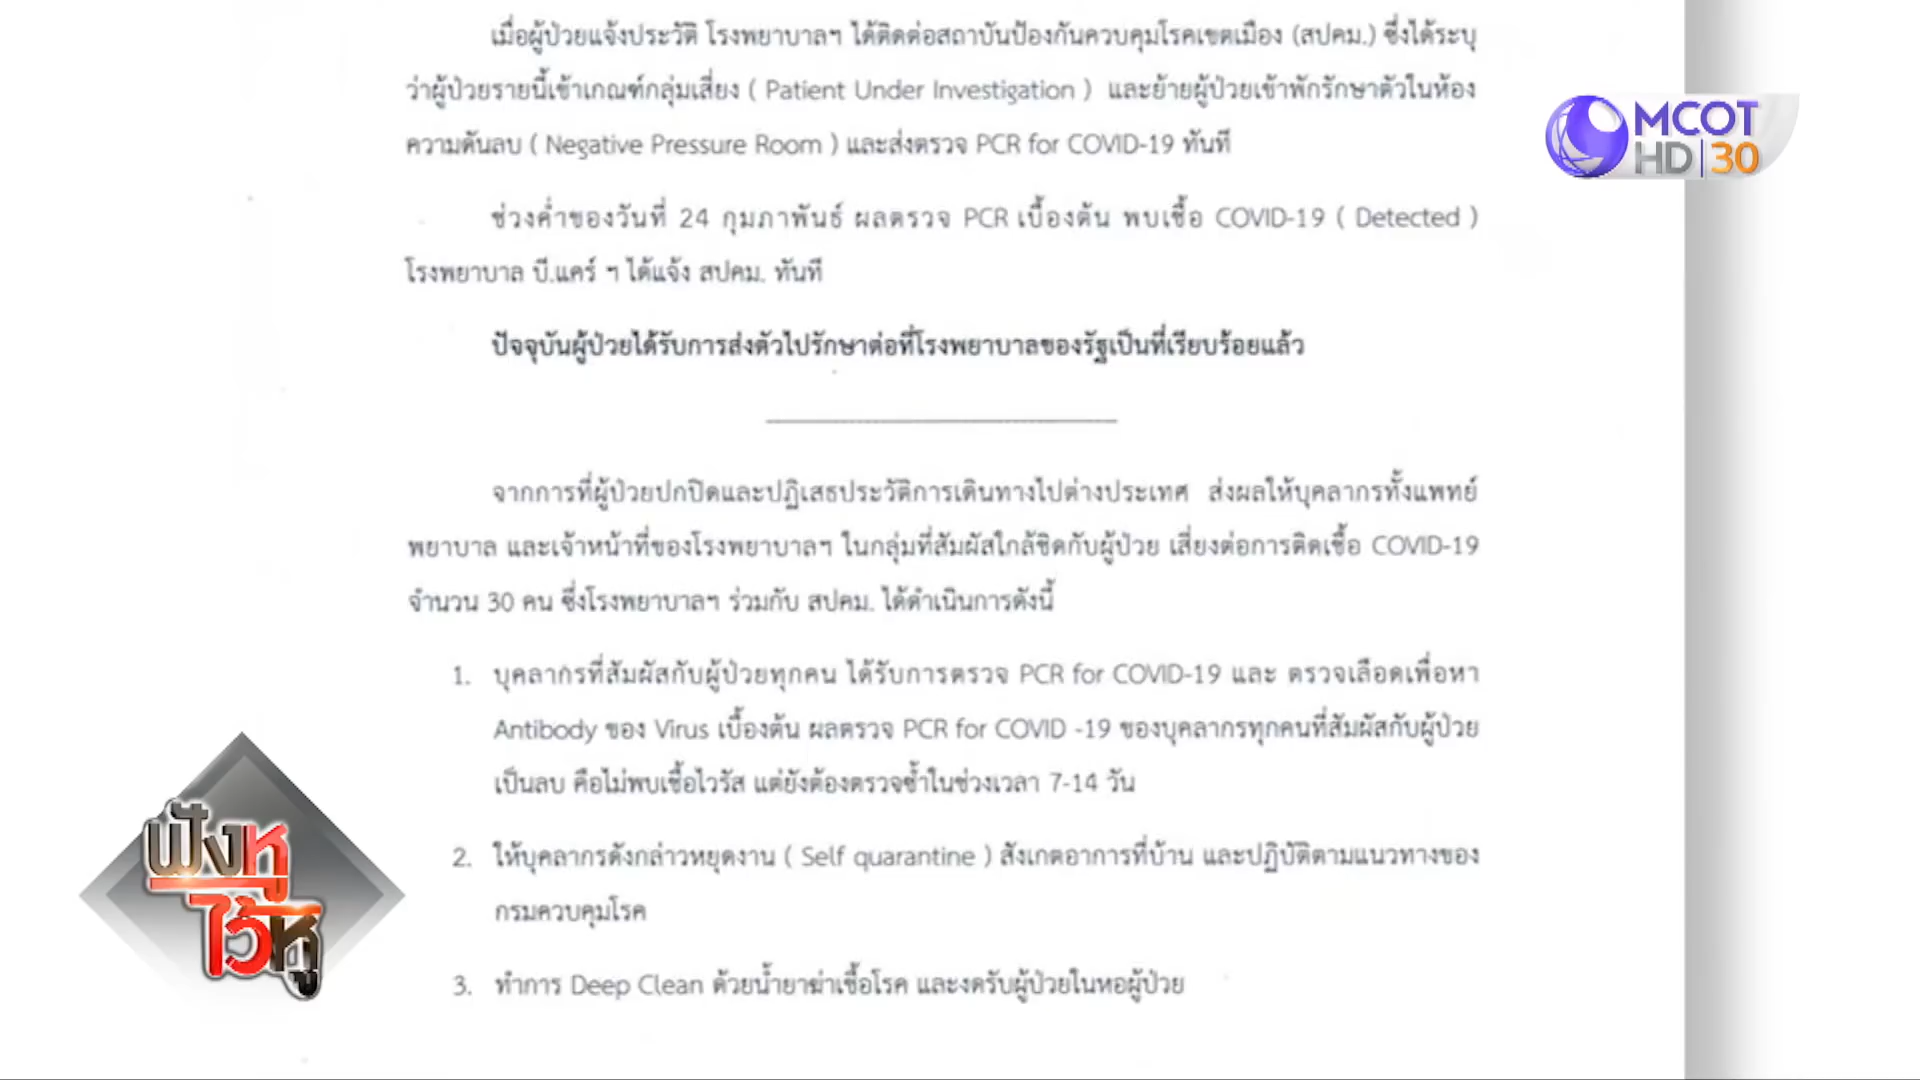 เมื่อผู้ป่วยแจ้งประวัติ โรงพยาบาลฯ ได้ติดต่อสถาบันป้องกันควบคุมโรคเขตเมือง (สปคม.) ซึ่งได้ระบุ
ว่าผู้ป่วยรายนี้เข้าเกณฑ์กลุ่มเสี่ยง ( Patient Under Investigation ) และย้ายผู้ป่วยเข้าพักรักษาตัวในห้อง
ความดันลบ ( Negative Pressure Room ) และส่งตรวจ PCR for COVID-19 ทันที
MCOT
HD 30
ช่วงค่ำของวันที่ 24 กุมภาพันธ์ ผลตรวจ PCR เบื้องต้น พบเชื้อ COVID-19 ( Detected )
โรงพยาบาล บี.แคร์ ฯ ได้แจ้ง สปคม. ทันที
ปัจจุบันผู้ป่วยได้รับการส่งตัวไปรักษาต่อที่โรงพยาบาลของรัฐเป็นที่เรียบร้อยแล้ว
จากการที่ผู้ป่วยปกปิดและปฏิเสธประวัติการเดินทางไปต่างประเทศ ส่งผลให้บุคลากรทั้งแพทย์
พยาบาล และเจ้าหน้าที่ของโรงพยาบาลฯ ในกลุ่มที่สัมผัสใกล้ชิดกับผู้ป่วย เสี่ยงต่อการติดเชื้อ COVID-19
จำนวน 30 คน ซึ่งโรงพยาบาลฯ ร่วมกับ สปคม. ได้ดำเนินการดังนี้
1. บุคลากรที่สัมผัสกับผู้ป่วยทุกคน ได้รับการตรวจ PCR for COVID-19 และ ตรวจเลือดเพื่อหา
Antibody ของ Virus เบื้องต้น ผลตรวจ PCR for COVID -19 ของบุคลากรทุกคนที่สัมผัสกับผู้ป่วย
เป็นลบ คือไม่พบเชื้อไวรัส แต่ยังต้องตรวจซ้ำในช่วงเวลา 7-14 วัน
2. ให้บุคลากรดังกล่าวหยุดงาน ( Self quarantine ) สังเกตอาการที่บ้าน และปฏิบัติตามแนวทางของ
กรมควบคุมโรค
3. ทำการ Deep Clean ด้วยน้ำยาฆ่าเชื้อโรค และงดรับผู้ป่วยในหอผู้ป่วย
ฟังหู
ไว้หู